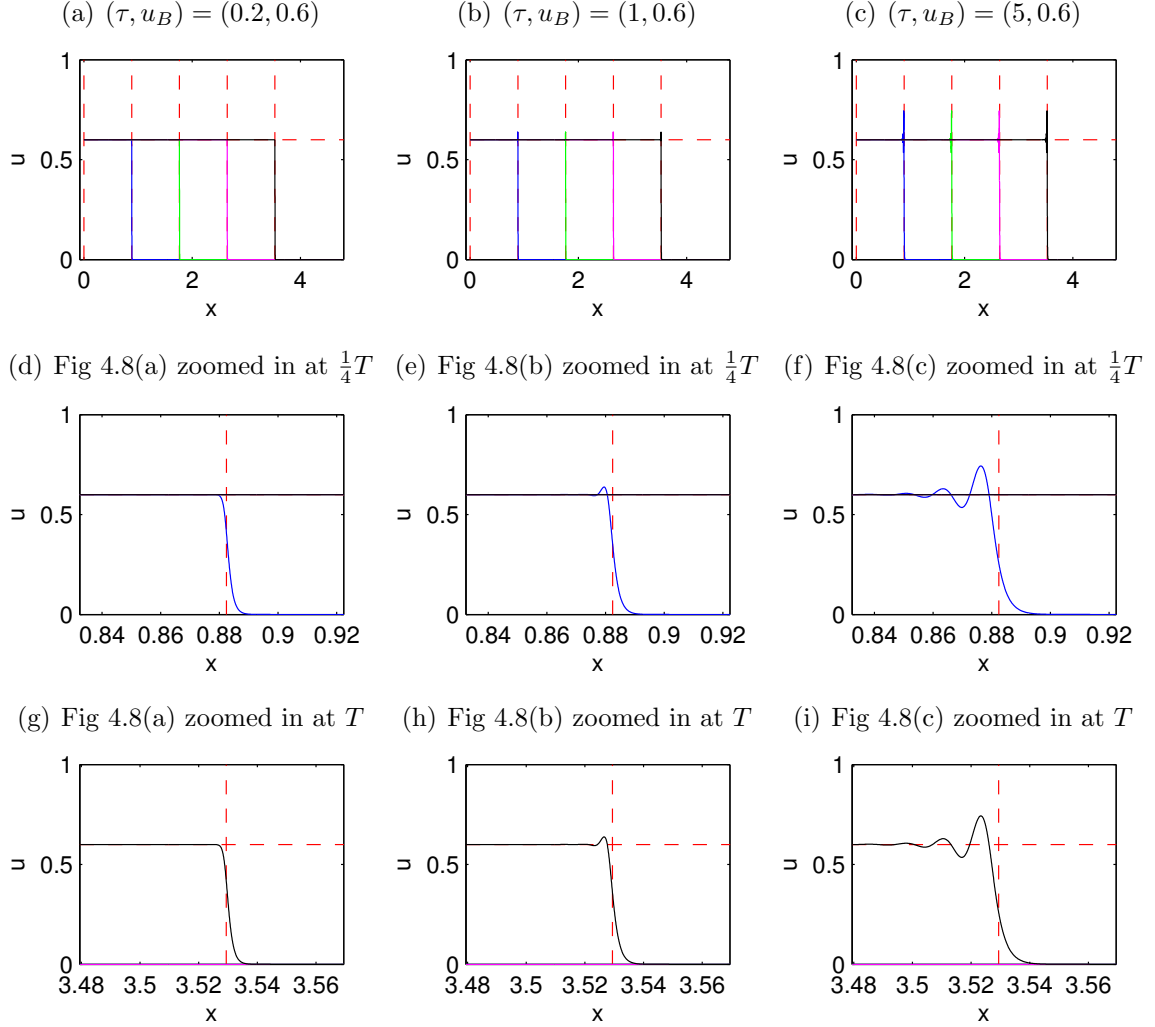 (a) (τ, u_B) = (0.2, 0.6)
(b) (τ, u_B) = (1, 0.6)
(c) (τ, u_B) = (5, 0.6)
1
0.5
0
u
0 2 4
x
1
0.5
0
u
0 2 4
x
1
0.5
0
u
0 2 4
x
(d) Fig 4.8(a) zoomed in at 1/4 T
(e) Fig 4.8(b) zoomed in at 1/4 T
(f) Fig 4.8(c) zoomed in at 1/4 T
1
0.5
0
u
0.84 0.86 0.88 0.9 0.92
x
1
0.5
0
u
0.84 0.86 0.88 0.9 0.92
x
1
0.5
0
u
0.84 0.86 0.88 0.9 0.92
x
(g) Fig 4.8(a) zoomed in at T
(h) Fig 4.8(b) zoomed in at T
(i) Fig 4.8(c) zoomed in at T
1
0.5
0
u
3.48 3.5 3.52 3.54 3.56
x
1
0.5
0
u
3.48 3.5 3.52 3.54 3.56
x
1
0.5
0
u
3.48 3.5 3.52 3.54 3.56
x